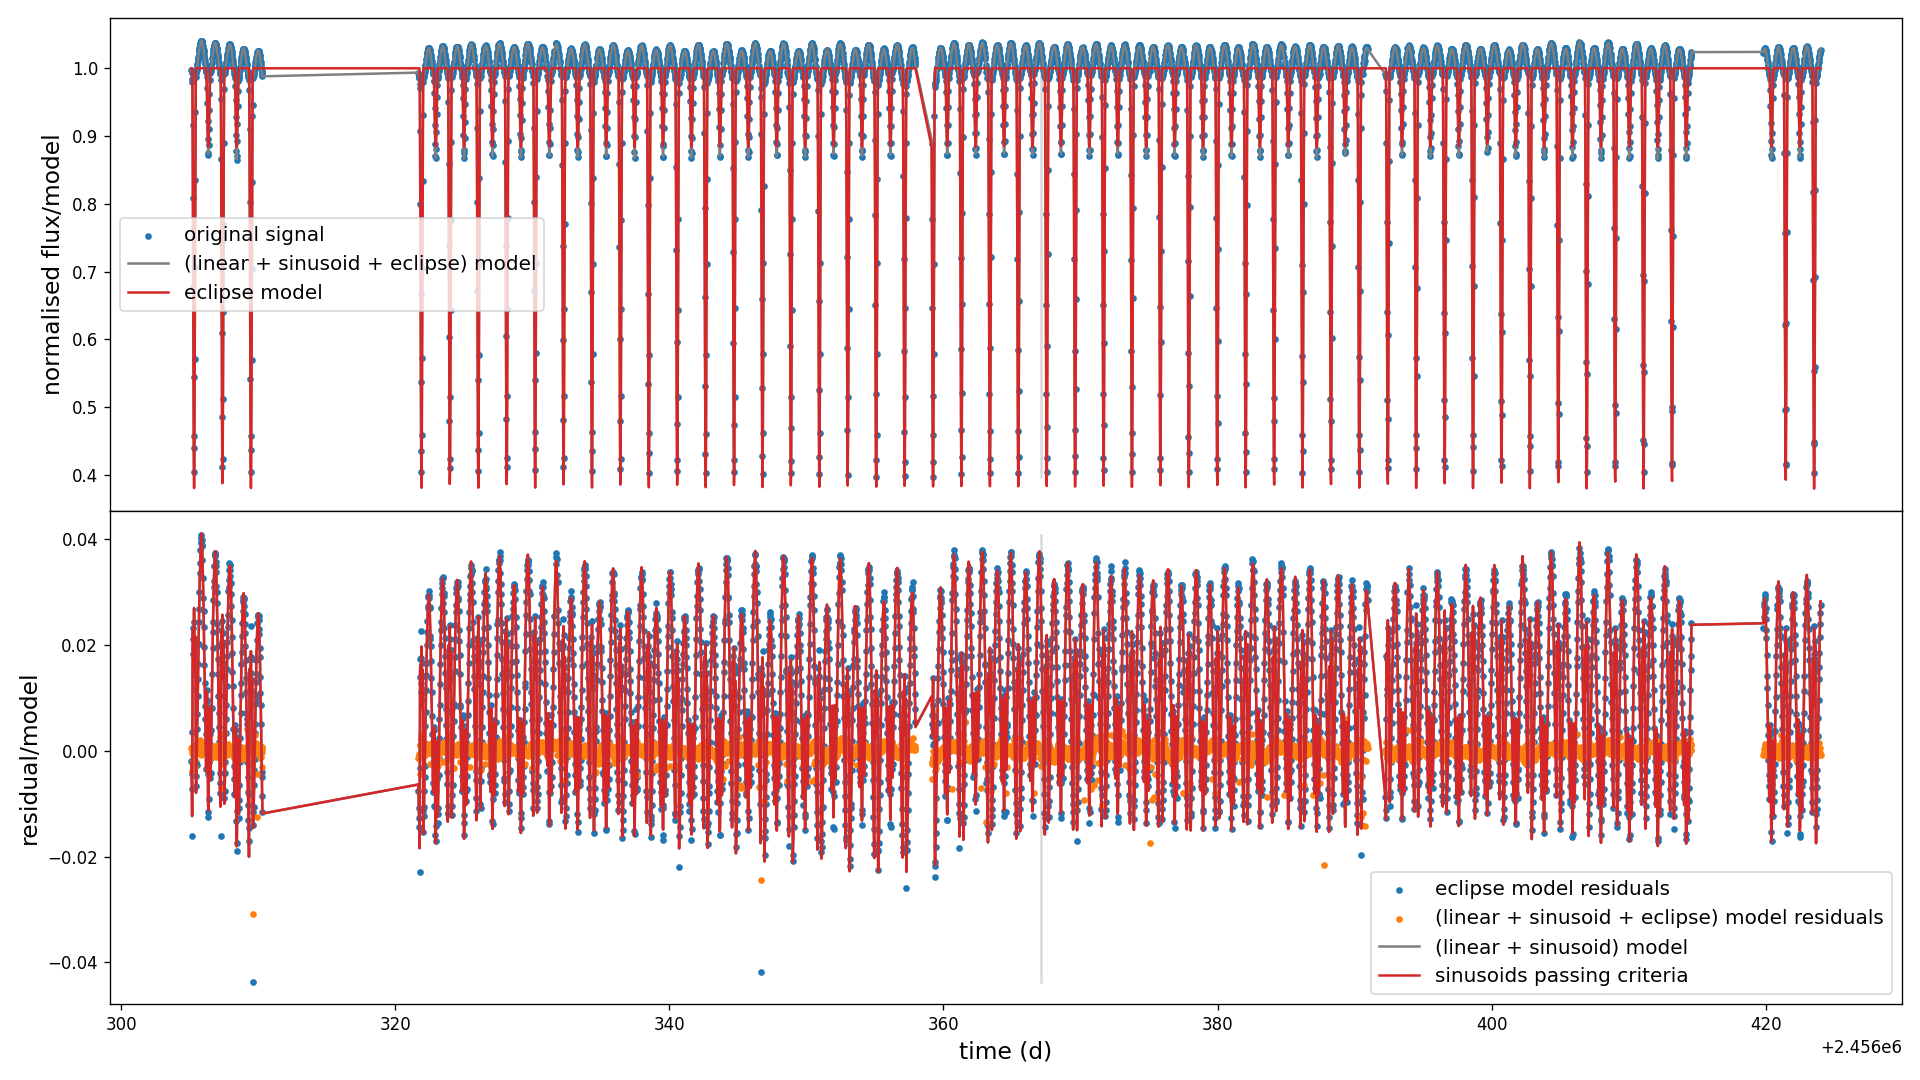 1.0
0.9
0.8
0.7
0.6
0.5
0.4
normalised flux/model
original signal
(linear + sinusoid + eclipse) model
eclipse model
0.04
0.02
0.00
−0.02
−0.04
residual/model
eclipse model residuals
(linear + sinusoid + eclipse) model residuals
(linear + sinusoid) model
sinusoids passing criteria
300
320
340
360
380
400
420
time (d)
+2.456e6